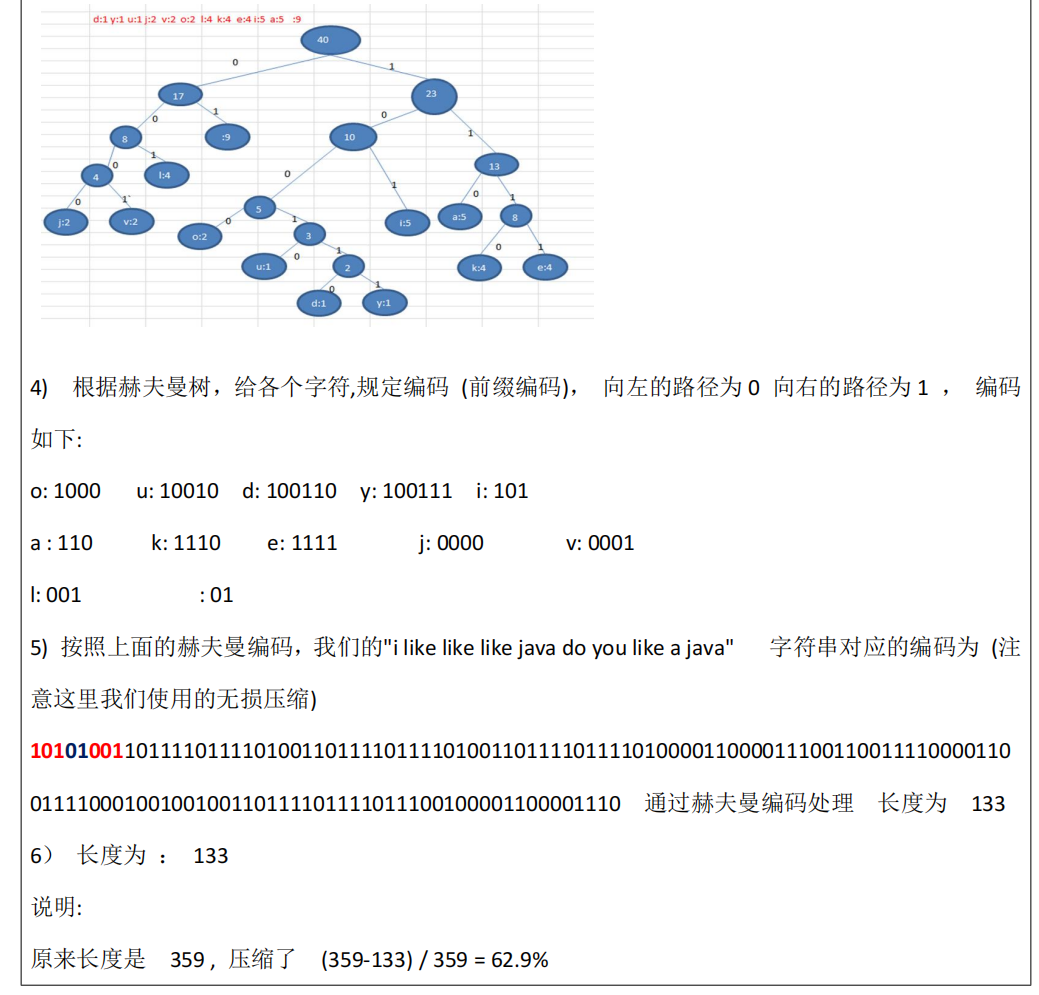 d:1 y:1 u:1 j:2 v:2 o:2 l:4 k:4 e:4 i:5 a:5 :9
40
0 1
17 23
0 1 0 1
8 :9 10 13
0 1 0 1 0 1
4 l:4 5 i:5 a:5 8
0 1 0 1 0 1
j:2 v:2 o:2 3 k:4 e:4
0 1
u:1 2
0 1
d:1 y:1
4) 根据赫夫曼树，给各个字符,规定编码 (前缀编码)， 向左的路径为 0 向右的路径为 1 ， 编码
如下:
o: 1000 u: 10010 d: 100110 y: 100111 i: 101
a : 110 k: 1110 e: 1111 j: 0000 v: 0001
l: 001 : 01
5) 按照上面的赫夫曼编码，我们的"i like like like java do you like a java" 字符串对应的编码为 (注
意这里我们使用的无损压缩)
10101001101111011110100110111101111010011011110111101000011000011100110011110000110
01111000100100100110111101111011100100001100001110 通过赫夫曼编码处理 长度为 133
6） 长度为 ： 133
说明:
原来长度是 359 , 压缩了 (359-133) / 359 = 62.9%